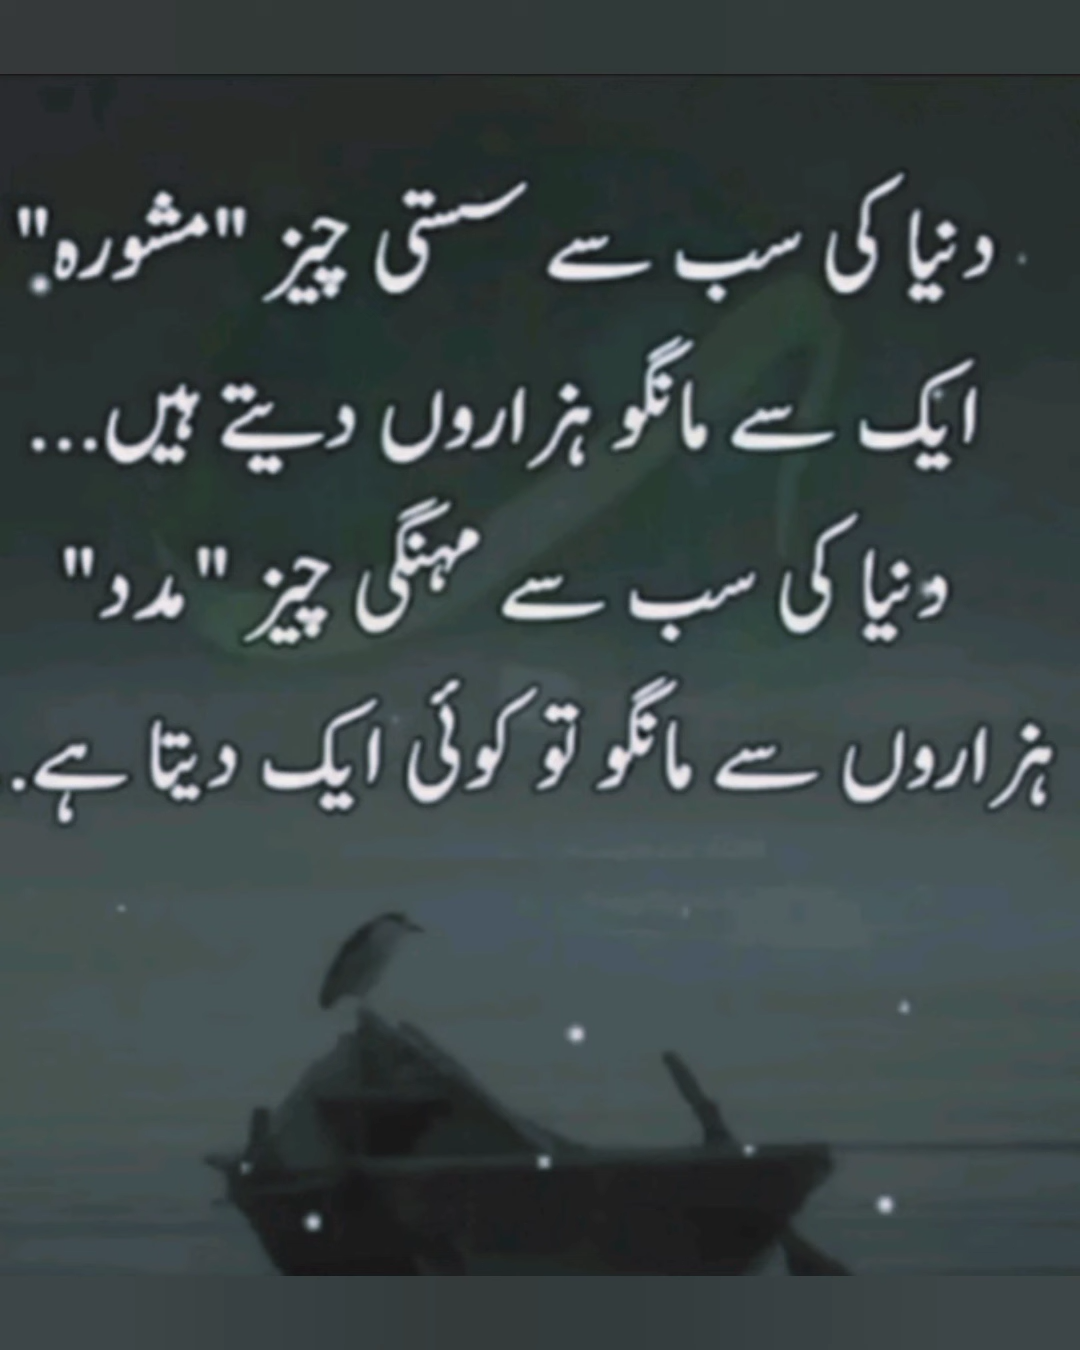 دنیا کی سب سے سستی چیز "مشورہ"
ایک سے مانگو ہزاروں دیتے ہیں...
دنیا کی سب سے مہنگی چیز "مدد"
ہزاروں سے مانگو تو کوئی ایک دیتا ہے..